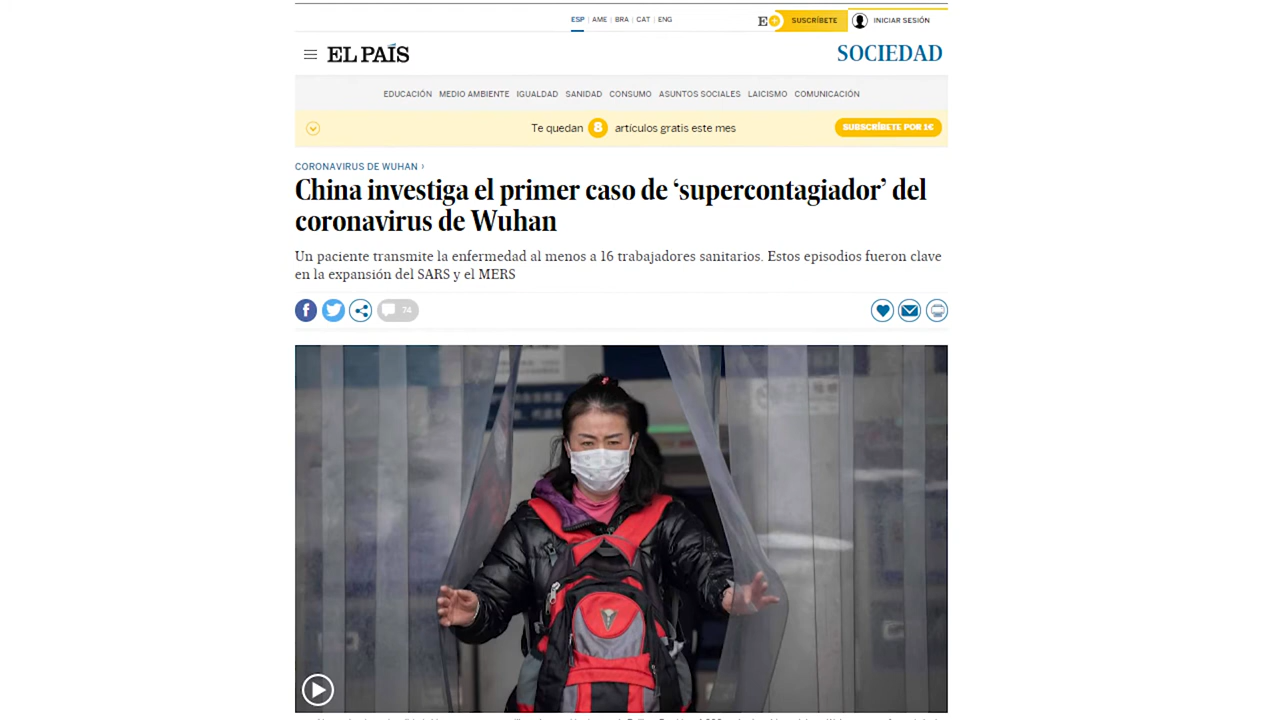 ESP | AME | BRA | CAT | ENG
E+ SUSCRÍBETE INICIAR SESIÓN
EL PAÍS
SOCIEDAD
EDUCACIÓN MEDIO AMBIENTE IGUALDAD SANIDAD CONSUMO ASUNTOS SOCIALES LAICISMO COMUNICACIÓN
Te quedan 8 artículos gratis este mes
SUBSCRÍBETE POR 1€
CORONAVIRUS DE WUHAN ›
China investiga el primer caso de ‘supercontagiador’ del
coronavirus de Wuhan
Un paciente transmite la enfermedad al menos a 16 trabajadores sanitarios. Estos episodios fueron clave
en la expansión del SARS y el MERS
74